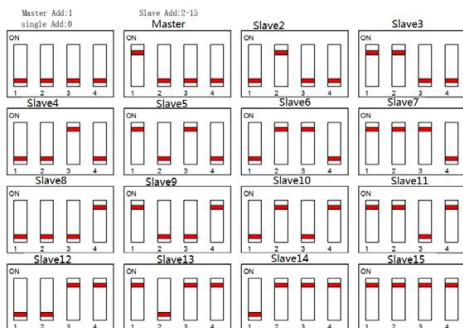 Master Add:1 Slave Add:2-15
single Add:0 Master Slave2 Slave3
ON ON ON ON
1 2 3 4 1 2 3 4 1 2 3 4 1 2 3 4
Slave4 Slave5 Slave6 Slave7
ON ON ON ON
1 2 3 4 1 2 3 4 1 2 3 4 1 2 3 4
Slave8 Slave9 Slave10 Slave11
ON ON ON ON
1 2 3 4 1 2 3 4 1 2 3 4 1 2 3 4
Slave12 Slave13 Slave14 Slave15
ON ON ON ON
1 2 3 4 1 2 3 4 1 2 3 4 1 2 3 4